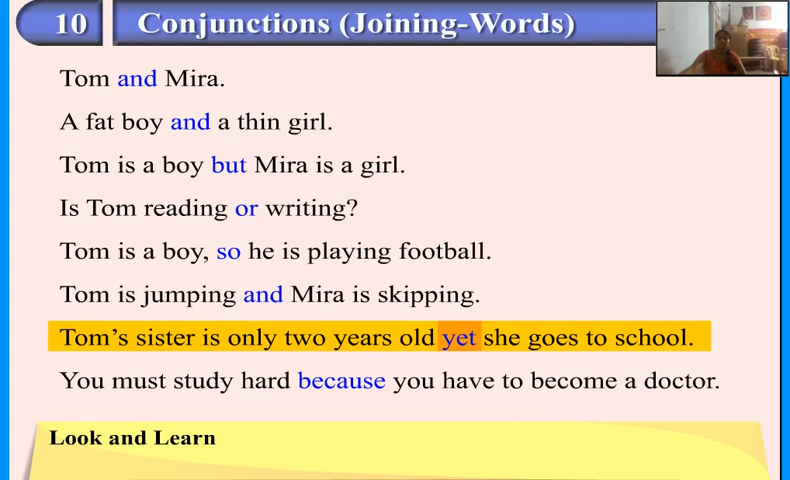 10 Conjunctions (Joining-Words)
Tom and Mira.
A fat boy and a thin girl.
Tom is a boy but Mira is a girl.
Is Tom reading or writing?
Tom is a boy, so he is playing football.
Tom is jumping and Mira is skipping.
Tom’s sister is only two years old yet she goes to school.
You must study hard because you have to become a doctor.
Look and Learn